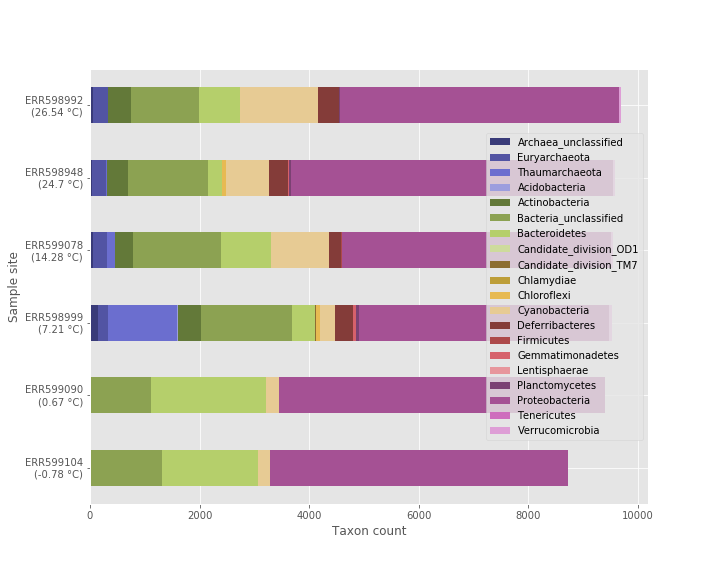 ERR598992
(26.54 °C)
ERR598948
(24.7 °C)
ERR599078
(14.28 °C)
ERR598999
(7.21 °C)
ERR599090
(0.67 °C)
ERR599104
(-0.78 °C)
Sample site
Archaea_unclassified
Euryarchaeota
Thaumarchaeota
Acidobacteria
Actinobacteria
Bacteria_unclassified
Bacteroidetes
Candidate_division_OD1
Candidate_division_TM7
Chlamydiae
Chloroflexi
Cyanobacteria
Deferribacteres
Firmicutes
Gemmatimonadetes
Lentisphaerae
Planctomycetes
Proteobacteria
Tenericutes
Verrucomicrobia
0 2000 4000 6000 8000 10000
Taxon count